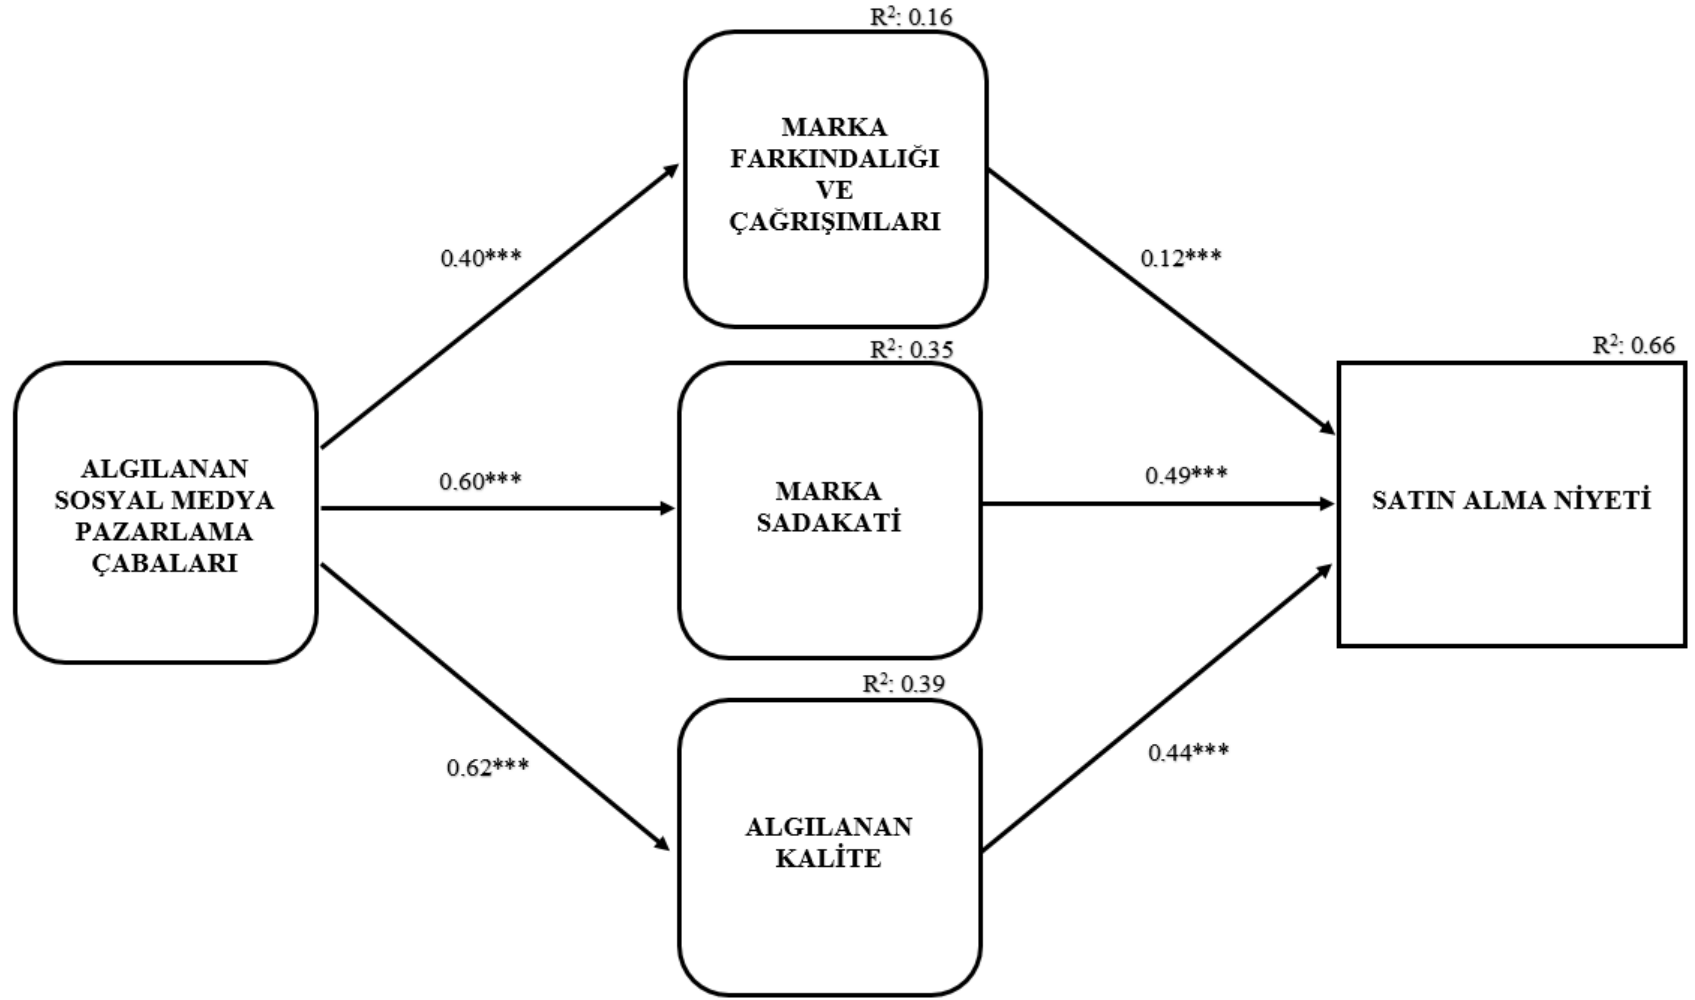 R²: 0.16
MARKA
FARKINDALIĞI
VE
ÇAĞRIŞIMLARI
0.40***
0.12***
R²: 0.35
R²: 0.66
ALGILANAN
SOSYAL MEDYA
PAZARLAMA
ÇABALARI
0.60***
MARKA
SADAKATİ
0.49***
SATIN ALMA NİYETİ
R²: 0.39
0.62***
0.44***
ALGILANAN
KALİTE